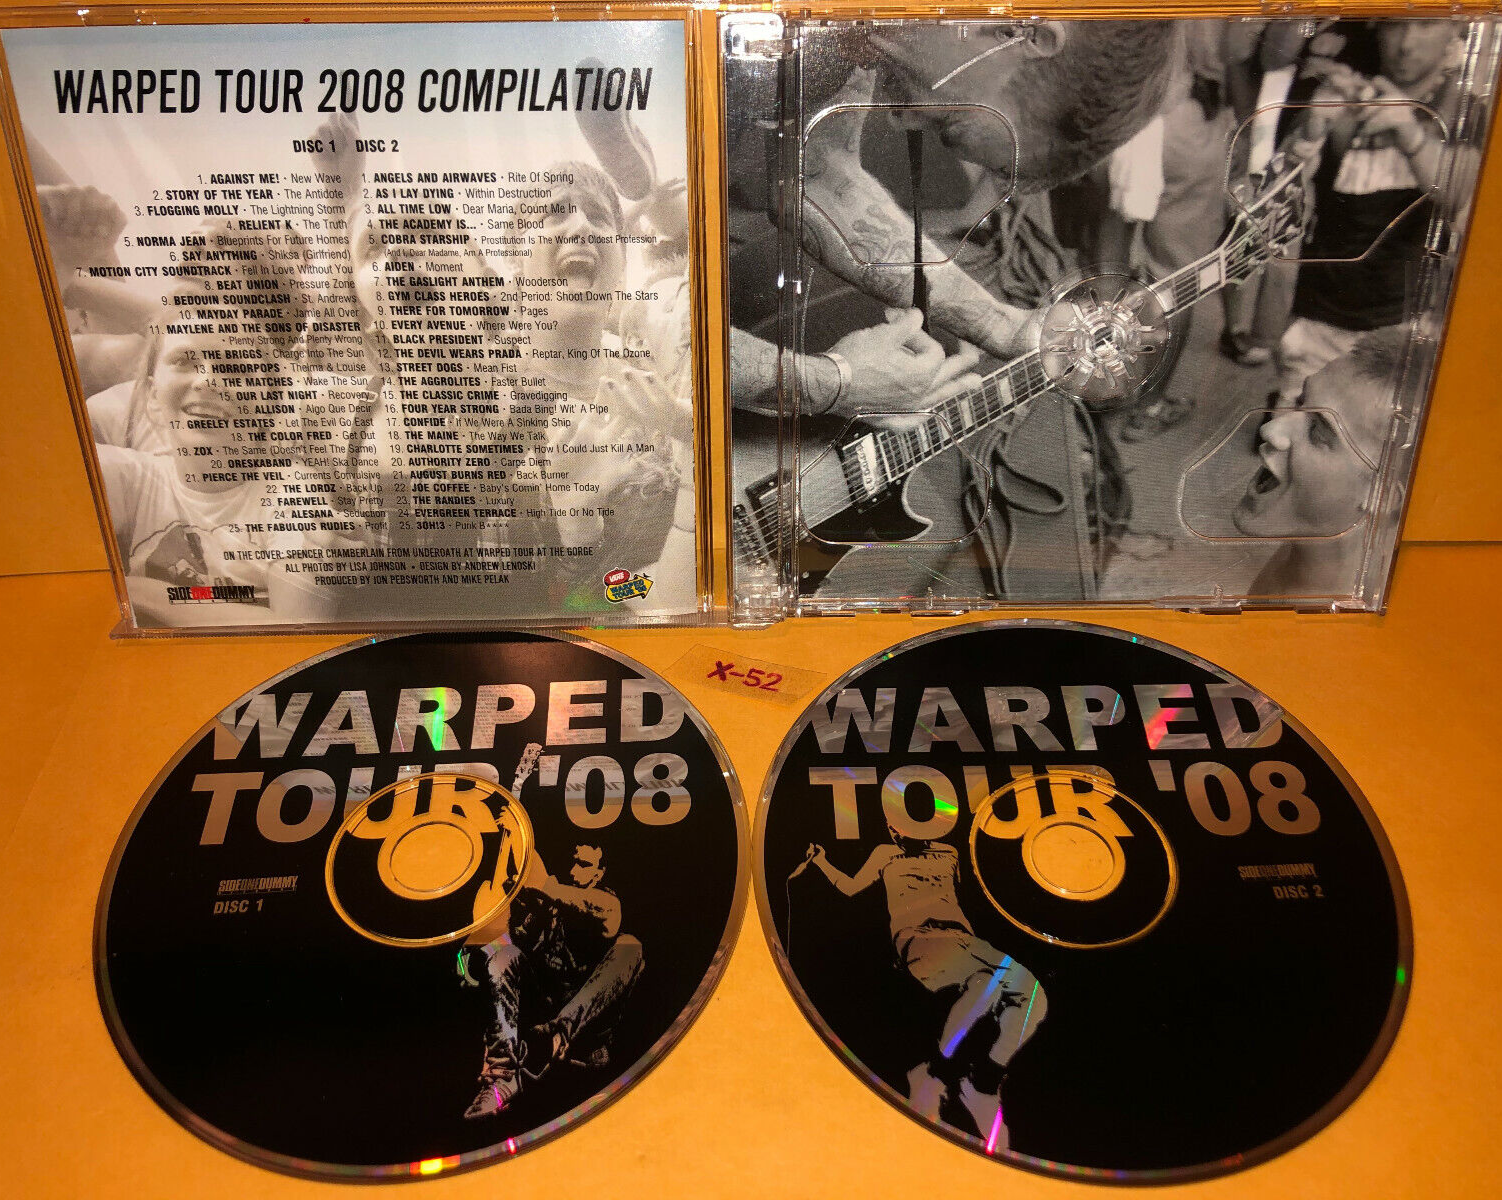 WARPED TOUR 2008 COMPILATION
DISC 1 DISC 2
1. AGAINST ME! · New Wave
2. STORY OF THE YEAR · The Antidote
3. FLOGGING MOLLY · The Lightning Storm
4. RELIENT K · The Truth
5. NORMA JEAN · Blueprints For Future Homes
6. SAY ANYTHING · Shiksa (Girlfriend)
7. MOTION CITY SOUNDTRACK · Fell In Love Without You
8. BEAT UNION · Pressure Zone
9. BEDOUIN SOUNDCLASH · St. Andrews
10. MAYDAY PARADE · Jamie All Over
11. MAYLENE AND THE SONS OF DISASTER
· Plenty Strong And Plenty Wrong
12. THE BRIGGS · Charge Into The Sun
13. HORRORPOPS · Thelma & Louise
14. THE MATCHES · Wake The Sun
15. OUR LAST NIGHT · Recovery
16. ALLISON · Algo Que Decir
17. GREELEY ESTATES · Let The Evil Go East
18. THE COLOR FRED · Get Out
19. ZOX · The Same (Doesn't Feel The Same)
20. ORESKABAND · YEAH! Ska Dance
21. PIERCE THE VEIL · Currents Convulsive
22. THE LORDZ · Back Up
23. FAREWELL · Stay Pretty
24. ALESANA · Seduction
25. THE FABULOUS RUDIES · Profit
1. ANGELS AND AIRWAVES · Rite Of Spring
2. AS I LAY DYING · Within Destruction
3. ALL TIME LOW · Dear Maria, Count Me In
4. THE ACADEMY IS... · Same Blood
5. COBRA STARSHIP · Prostitution Is The World's Oldest Profession
(And I, Dear Madame, Am A Professional)
6. AIDEN · Moment
7. THE GASLIGHT ANTHEM · Wooderson
8. GYM CLASS HEROES · 2nd Period: Shoot Down The Stars
9. THERE FOR TOMORROW · Pages
10. EVERY AVENUE · Where Were You?
11. BLACK PRESIDENT · Suspect
12. THE DEVIL WEARS PRADA · Reptar, King Of The Ozone
13. STREET DOGS · Mean Fist
14. THE AGGROLITES · Faster Bullet
15. THE CLASSIC CRIME · Gravedigging
16. FOUR YEAR STRONG · Bada Bing! Wit' A Pipe
17. CONFIDE · If We Were A Sinking Ship
18. THE MAINE · The Way We Talk
19. CHARLOTTE SOMETIMES · How I Could Just Kill A Man
20. AUTHORITY ZERO · Carpe Diem
21. AUGUST BURNS RED · Back Burner
22. JOE COFFEE · Baby's Comin' Home Today
23. THE RANDIES · Luxury
24. EVERGREEN TERRACE · High Tide Or No Tide
25. 3OH!3 · Punk B****
ON THE COVER: SPENCER CHAMBERLAIN FROM UNDEROATH AT WARPED TOUR AT THE GORGE
ALL PHOTOS BY LISA JOHNSON • DESIGN BY ANDREW LENOSKI
PRODUCED BY JON PEBSWORTH AND MIKE PELAK
SIDEONEDUMMY
VANS
WARPED
TOUR '08
X-52
WARPED
TOUR '08
SIDEONEDUMMY
DISC 1
WARPED
TOUR '08
SIDEONEDUMMY
DISC 2